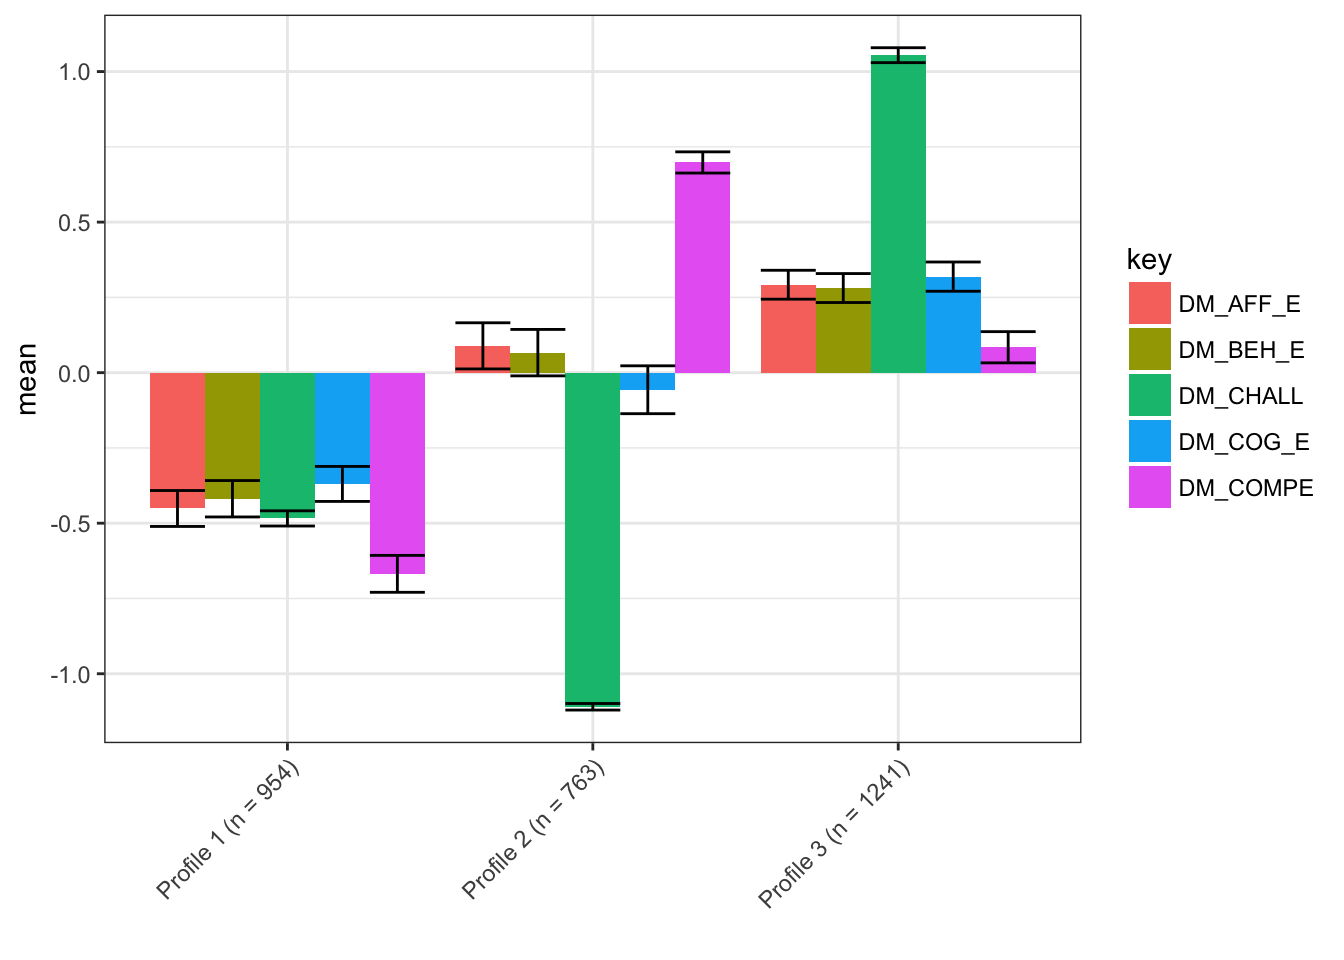 mean
1.0
0.5
0.0
-0.5
-1.0
Profile 1 (n = 954)
Profile 2 (n = 763)
Profile 3 (n = 1241)
key
DM_AFF_E
DM_BEH_E
DM_CHALL
DM_COG_E
DM_COMPE